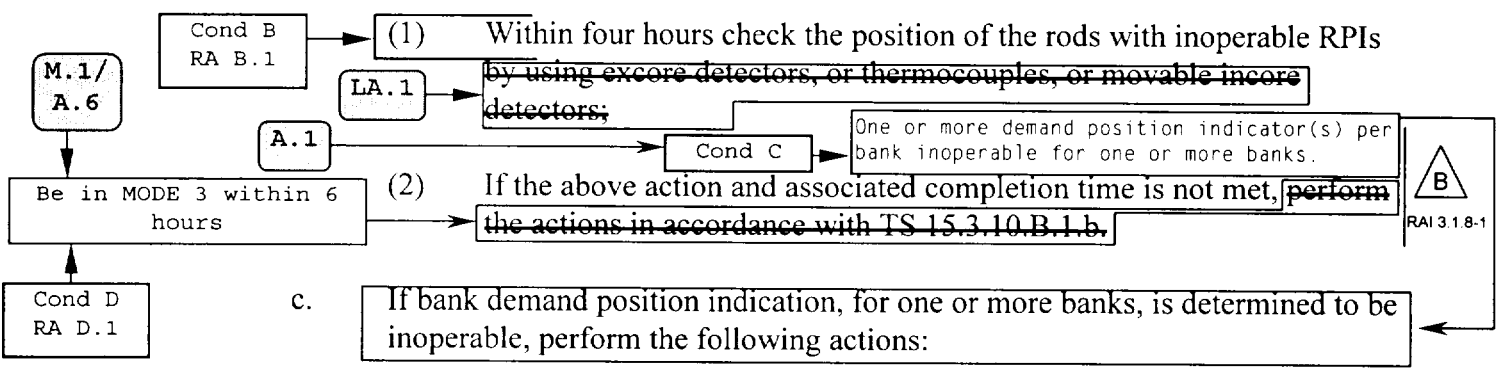 Cond B
RA B.1
(1) Within four hours check the position of the rods with inoperable RPIs
M.1/
A.6
LA.1
by using excore detectors, or thermocouples, or movable incore
detectors;
A.1
Cond C
One or more demand position indicator(s) per
bank inoperable for one or more banks.
Be in MODE 3 within 6
hours
(2) If the above action and associated completion time is not met, perform
the actions in accordance with TS 15.3.10.B.1.b.
B
RAI 3.1.8-1
Cond D
RA D.1
c. If bank demand position indication, for one or more banks, is determined to be
inoperable, perform the following actions: